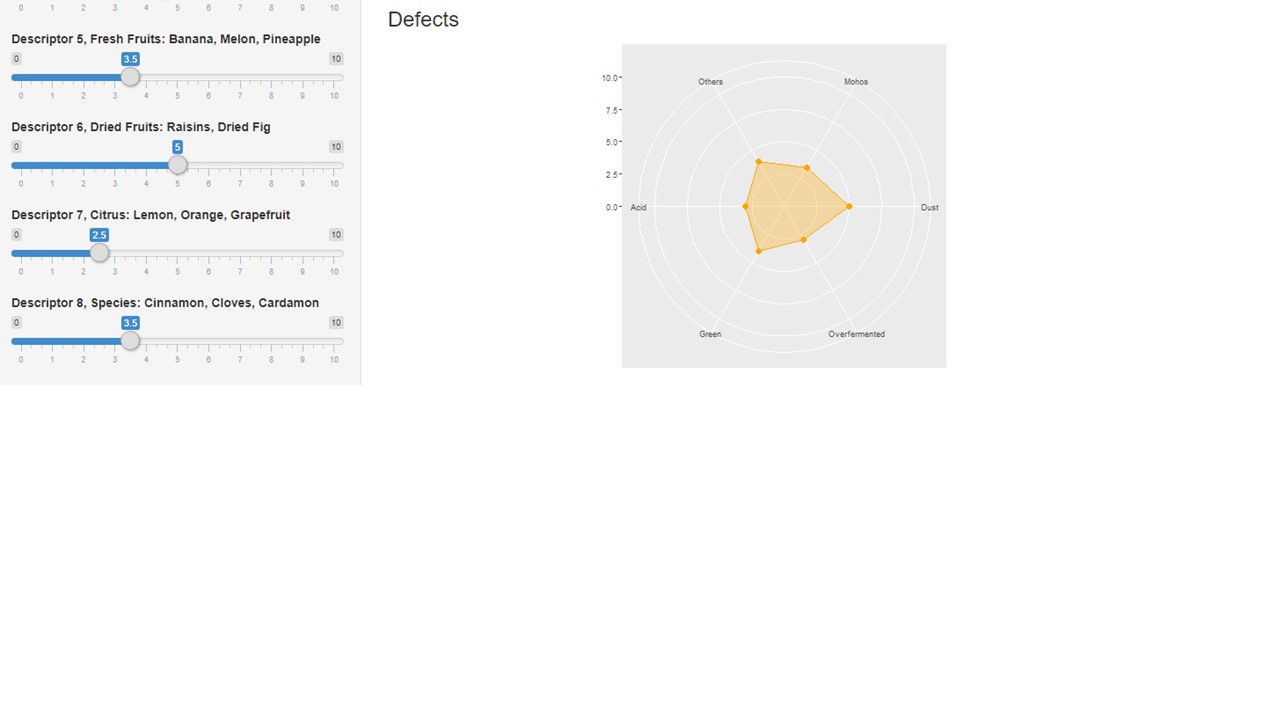 0 1 2 3 4 5 6 7 8 9 10
Descriptor 5, Fresh Fruits: Banana, Melon, Pineapple
0 3.5 10
0 1 2 3 4 5 6 7 8 9 10
Descriptor 6, Dried Fruits: Raisins, Dried Fig
0 5 10
0 1 2 3 4 5 6 7 8 9 10
Descriptor 7, Citrus: Lemon, Orange, Grapefruit
0 2.5 10
0 1 2 3 4 5 6 7 8 9 10
Descriptor 8, Species: Cinnamon, Cloves, Cardamon
0 3.5 10
0 1 2 3 4 5 6 7 8 9 10
Defects
10.0
Others Mohos
7.5
5.0
2.5
0.0 Acid Dust
Green Overfermented